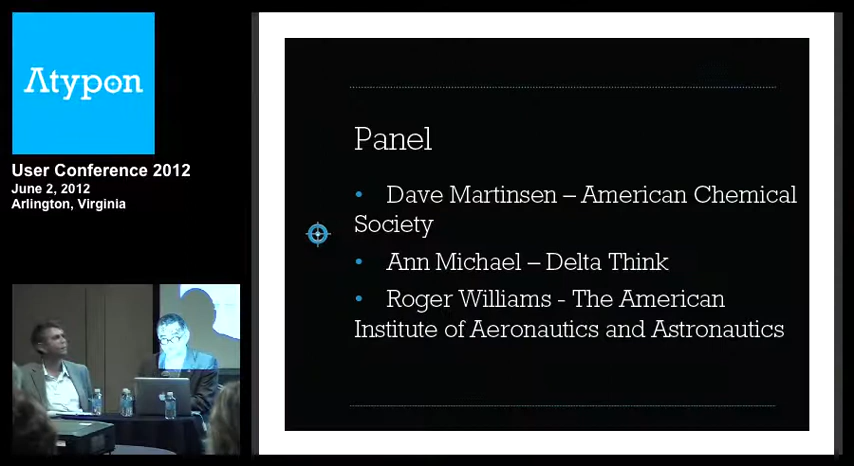 Atypon
User Conference 2012
June 2, 2012
Arlington, Virginia
Panel
• Dave Martinsen – American Chemical
Society
• Ann Michael – Delta Think
• Roger Williams - The American
Institute of Aeronautics and Astronautics